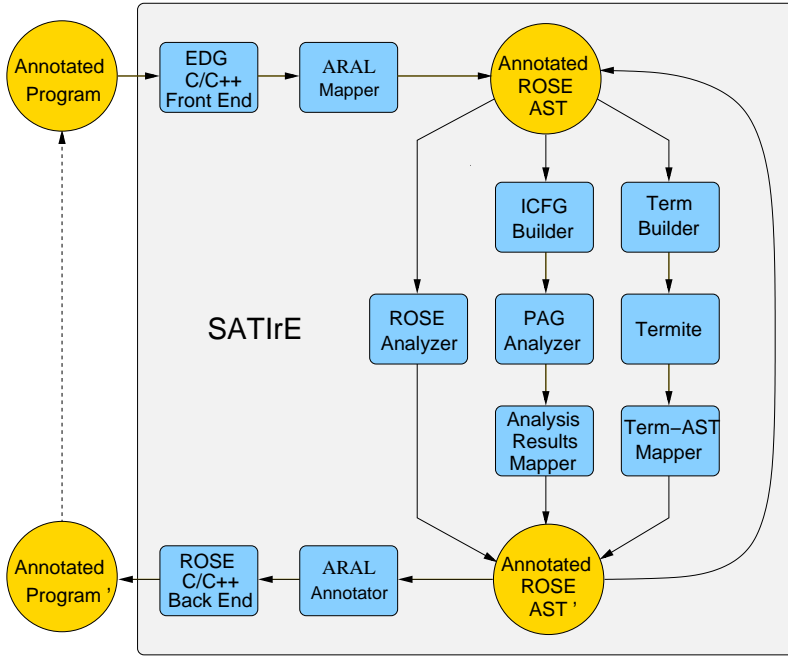 Annotated
Program
EDG
C/C++
Front End
ARAL
Mapper
Annotated
ROSE
AST
ICFG
Builder
Term
Builder
SATIrE
ROSE
Analyzer
PAG
Analyzer
Termite
Analysis
Results
Mapper
Term−AST
Mapper
Annotated
Program '
ROSE
C/C++
Back End
ARAL
Annotator
Annotated
ROSE
AST '